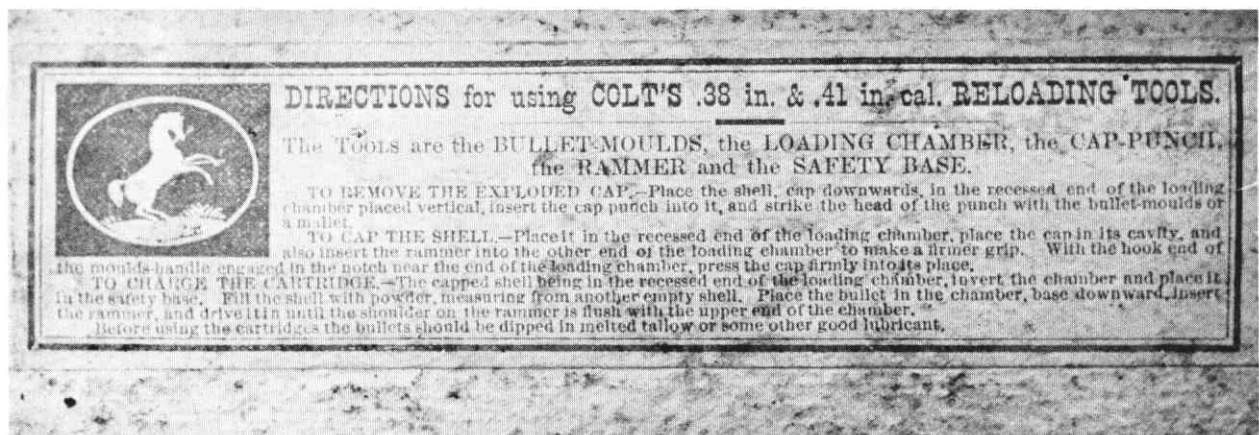 DIRECTIONS for using COLT'S .38 in. & .41 in. cal. RELOADING TOOLS.
The Tools are the BULLET-MOULDS, the LOADING CHAMBER, the CAP-PUNCH,
the RAMMER and the SAFETY BASE.
TO REMOVE THE EXPLODED CAP.—Place the shell, cap downwards, in the recessed end of the loading
chamber placed vertical, insert the cap punch into it, and strike the head of the punch with the bullet-moulds or
a mallet.
TO CAP THE SHELL.—Place it in the recessed end of the loading chamber, place the cap in its cavity, and
also insert the rammer into the other end of the loading chamber to make a firmer grip. With the hook end of
the moulds-handle engaged in the notch near the end of the loading chamber, press the cap firmly into its place.
TO CHARGE THE CARTRIDGE.—The capped shell being in the recessed end of the loading chamber, invert the chamber and place it
in the safety base. Fill the shell with powder, measuring from another empty shell. Place the bullet in the chamber, base downward, insert
the rammer, and drive it in until the shoulder on the rammer is flush with the upper end of the chamber.
Before using the cartridges the bullets should be dipped in melted tallow or some other good lubricant.